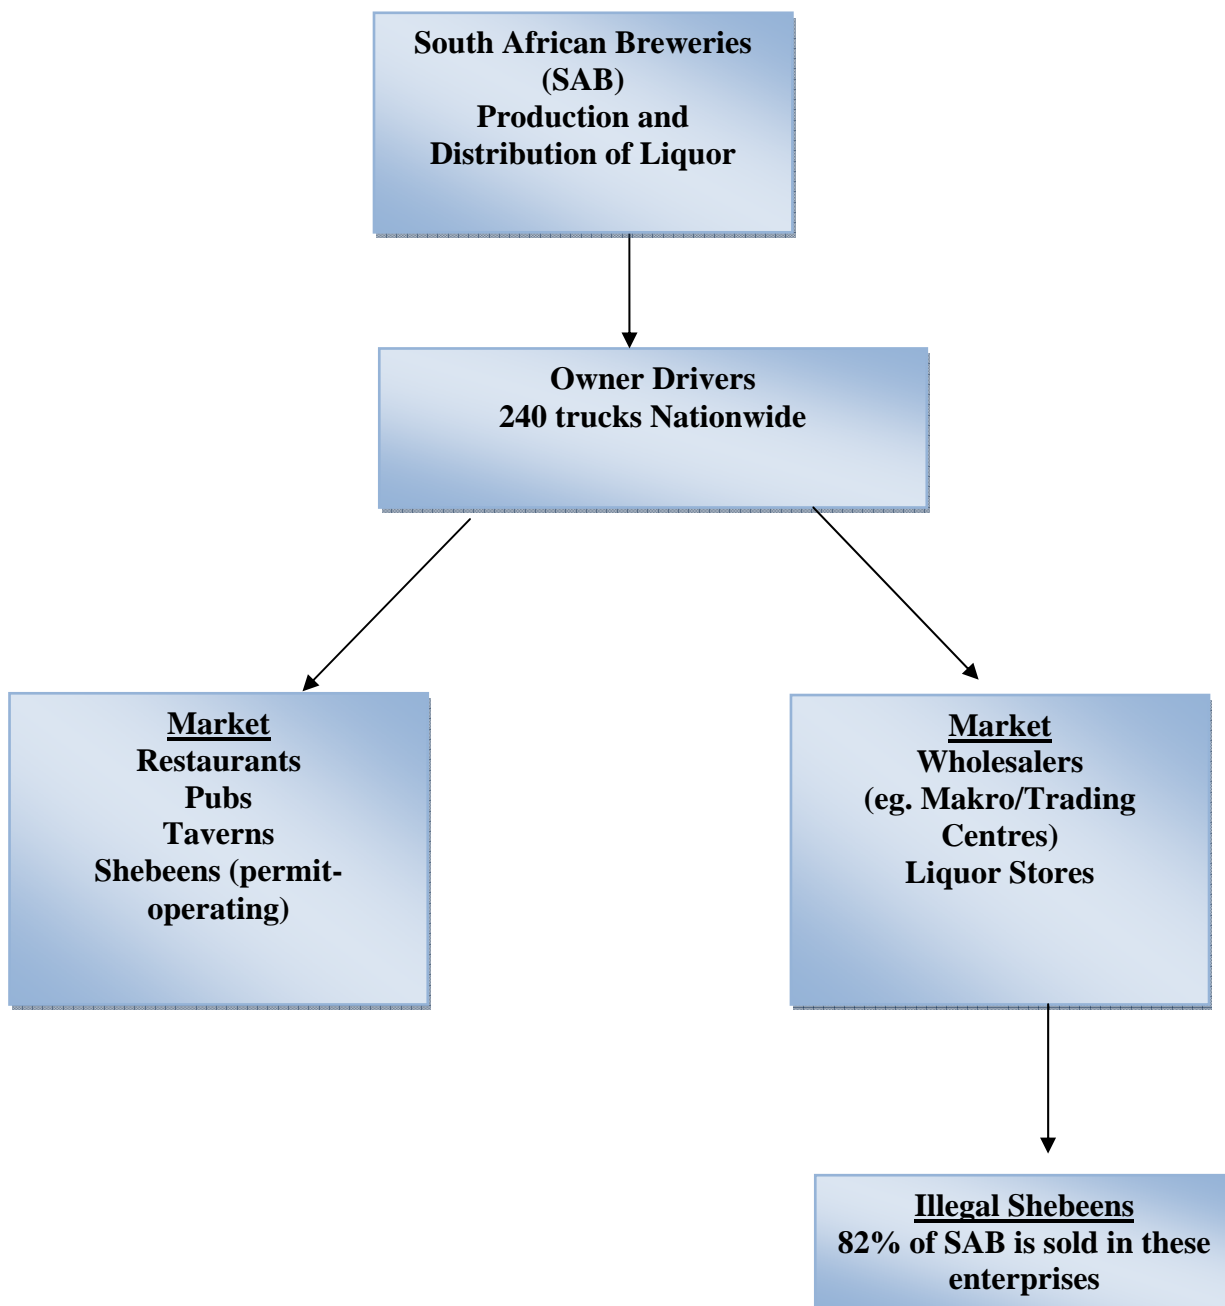 South African Breweries
(SAB)
Production and
Distribution of Liquor
Owner Drivers
240 trucks Nationwide
Market
Restaurants
Pubs
Taverns
Shebeens (permit-
operating)
Market
Wholesalers
(eg. Makro/Trading
Centres)
Liquor Stores
Illegal Shebeens
82% of SAB is sold in these
enterprises